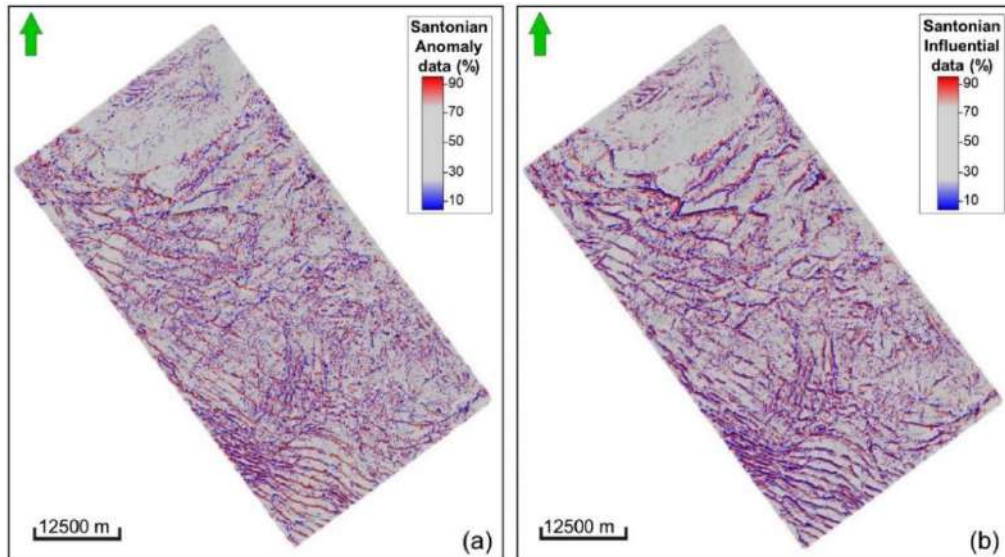 Santonian
Anomaly
data (%)
90
70
50
30
10
12500 m
(a)
Santonian
Influential
data (%)
90
70
50
30
10
12500 m
(b)